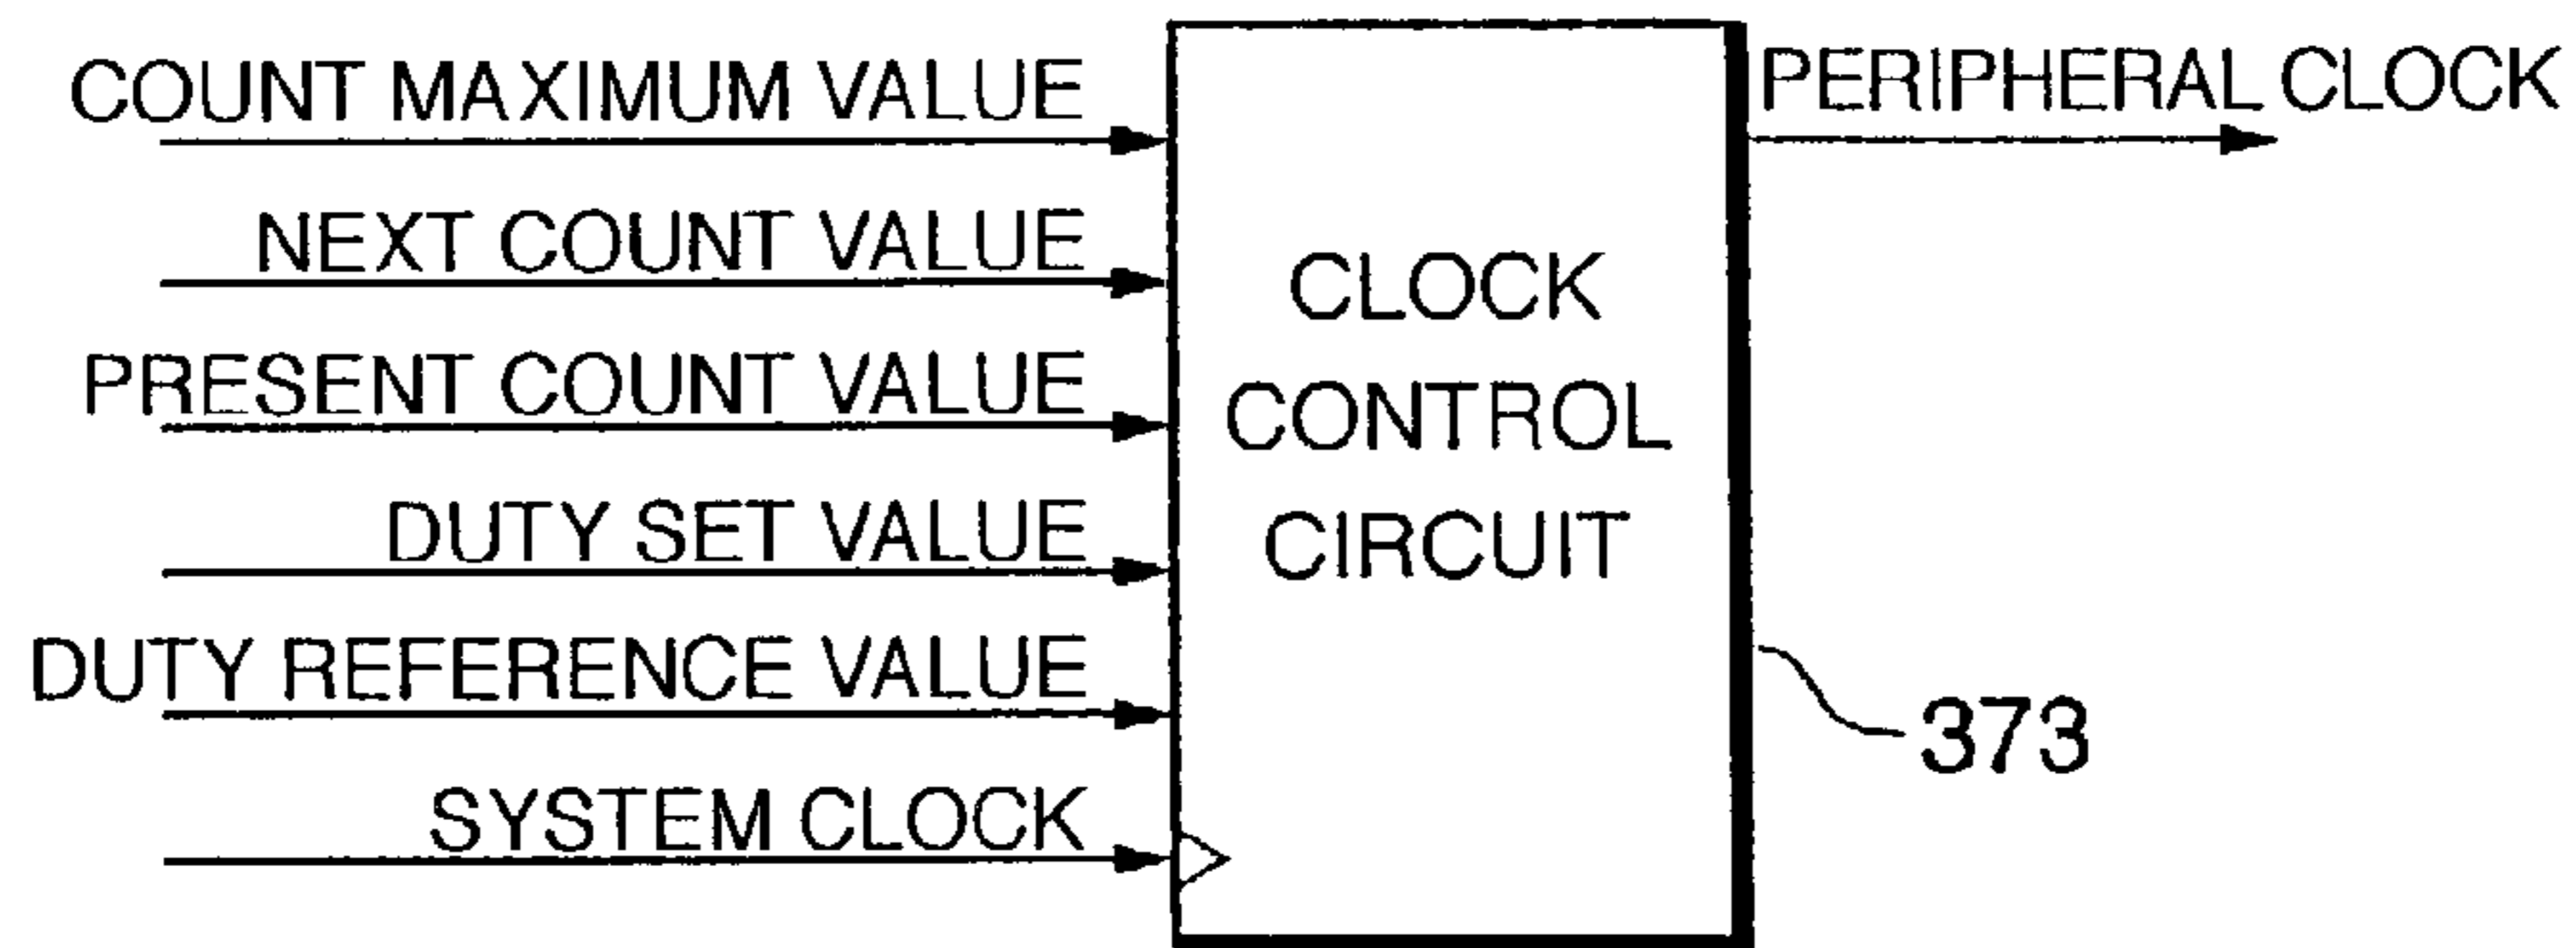 COUNT MAXIMUM VALUE
NEXT COUNT VALUE
PRESENT COUNT VALUE
DUTY SET VALUE
DUTY REFERENCE VALUE
SYSTEM CLOCK
CLOCK
CONTROL
CIRCUIT
PERIPHERAL CLOCK
373